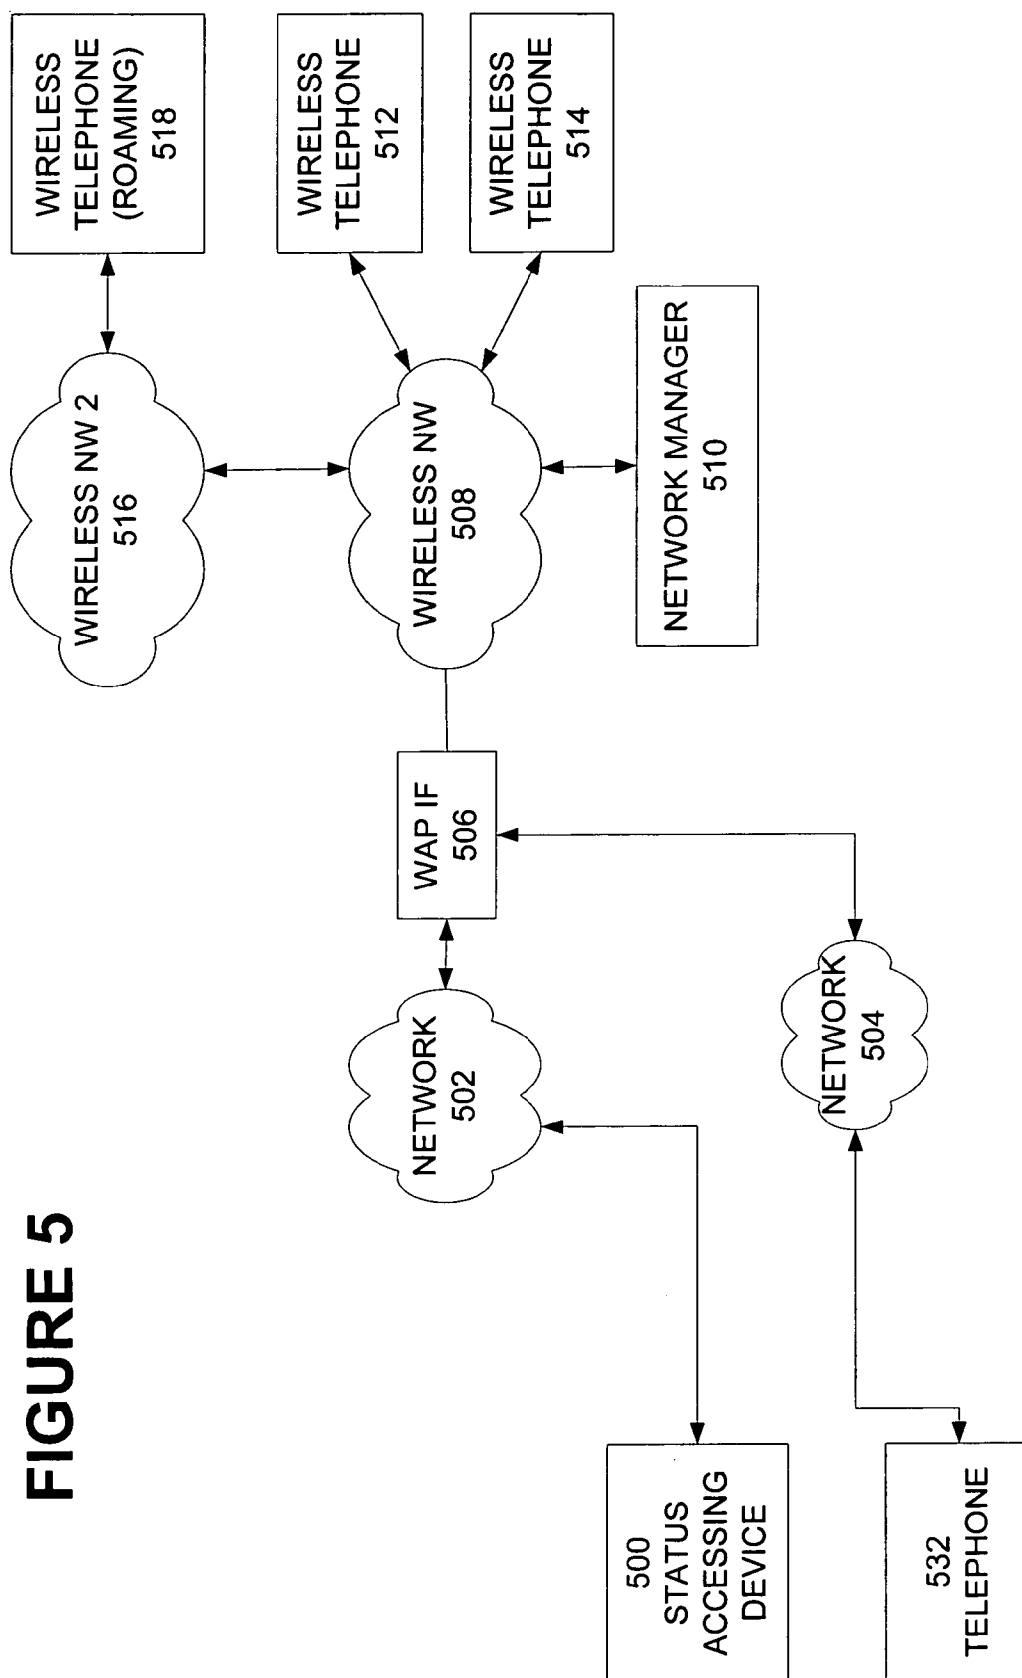 FIGURE 5
500
STATUS
ACCESSING
DEVICE
532
TELEPHONE
NETWORK
502
NETWORK
504
WAP IF
506
WIRELESS NW 2
516
WIRELESS NW
508
NETWORK MANAGER
510
WIRELESS
TELEPHONE
(ROAMING)
518
WIRELESS
TELEPHONE
512
WIRELESS
TELEPHONE
514